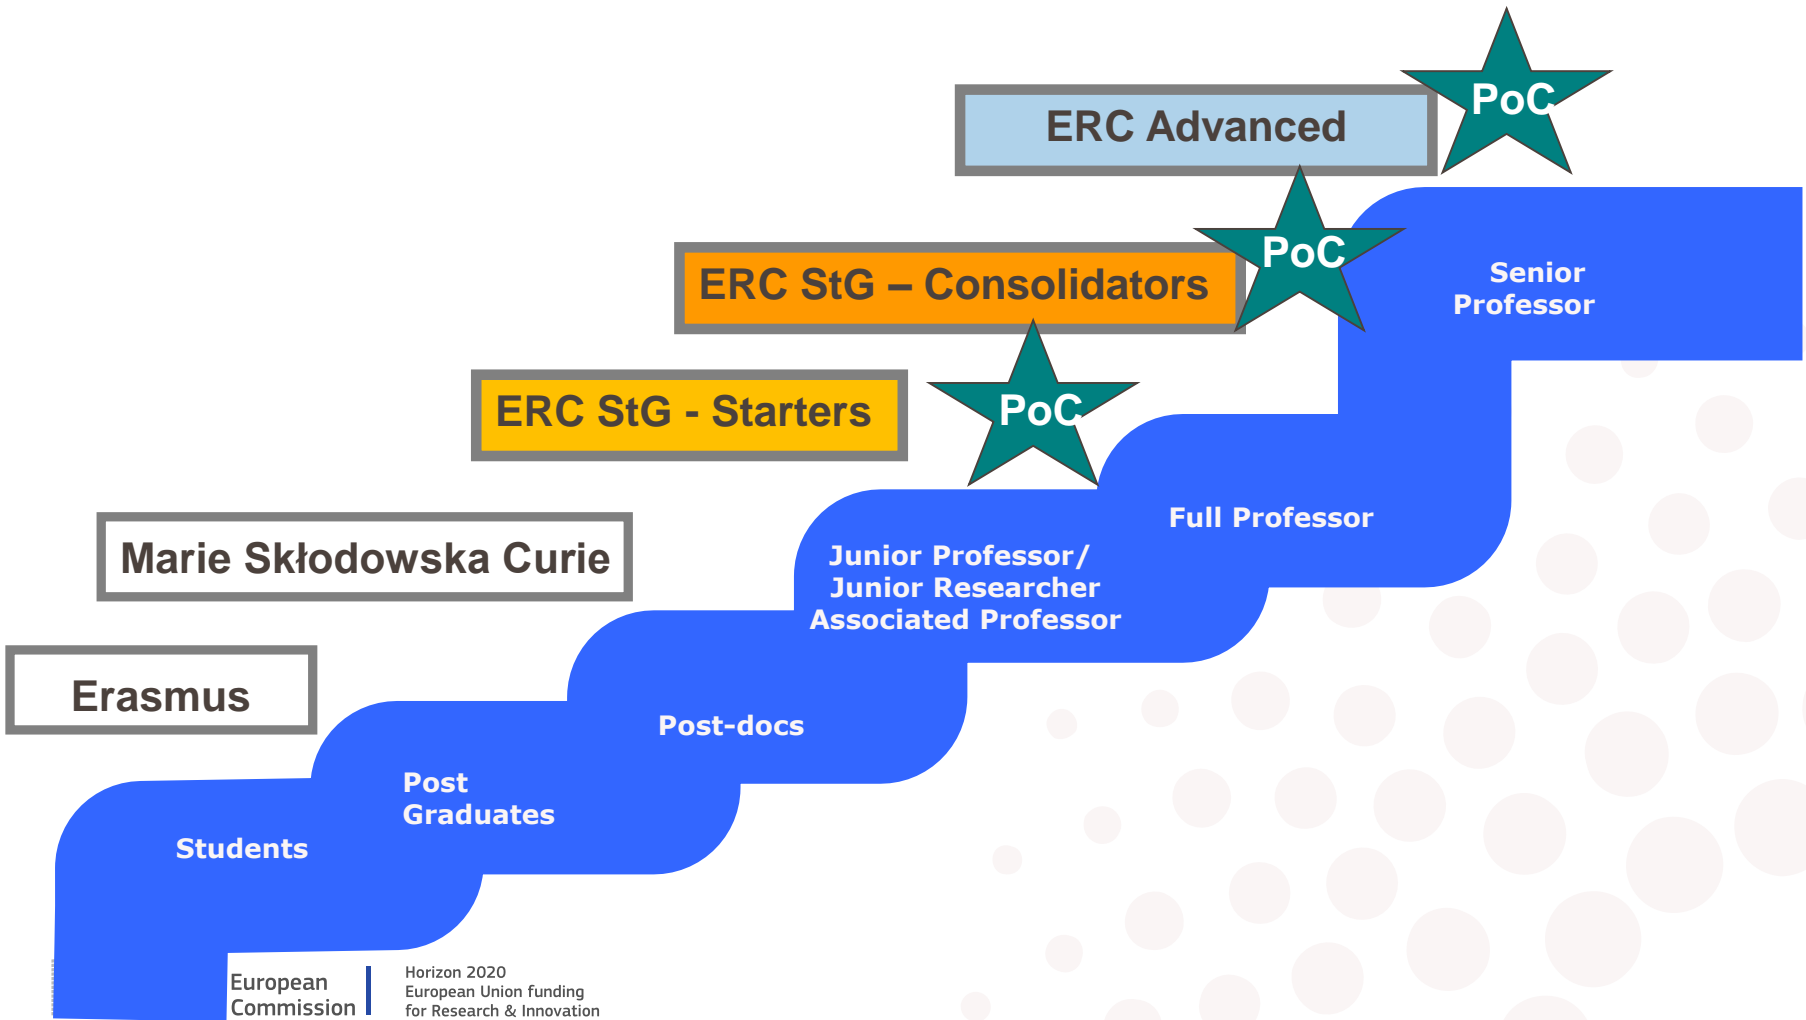 PoC
ERC Advanced
PoC
ERC StG – Consolidators
Senior
Professor
PoC
ERC StG - Starters
Full Professor
Marie Skłodowska Curie
Junior Professor/
Junior Researcher
Associated Professor
Erasmus
Post-docs
Post
Graduates
Students
European
Commission
Horizon 2020
European Union funding
for Research & Innovation